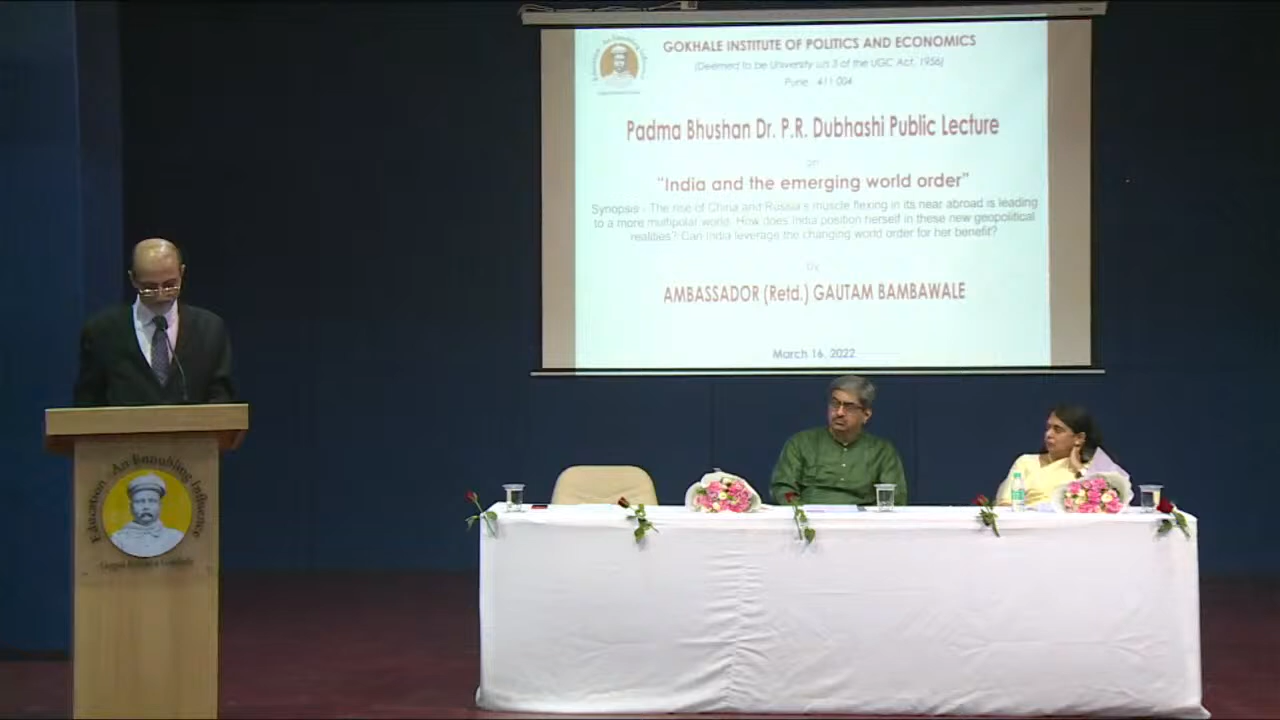 GOKHALE INSTITUTE OF POLITICS AND ECONOMICS
(Deemed to be University u/s 3 of the UGC Act, 1956)
Pune 411 004
Padma Bhushan Dr. P.R. Dubhashi Public Lecture
on
“India and the emerging world order”
Synopsis - The rise of China and Russia's muscle flexing in its near abroad is leading
to a more multipolar world. How does India position herself in these new geopolitical
realities? Can India leverage the changing world order for her benefit?
by
AMBASSADOR (Retd.) GAUTAM BAMBAWALE
March 16, 2022
Education - An Ennobling Influence